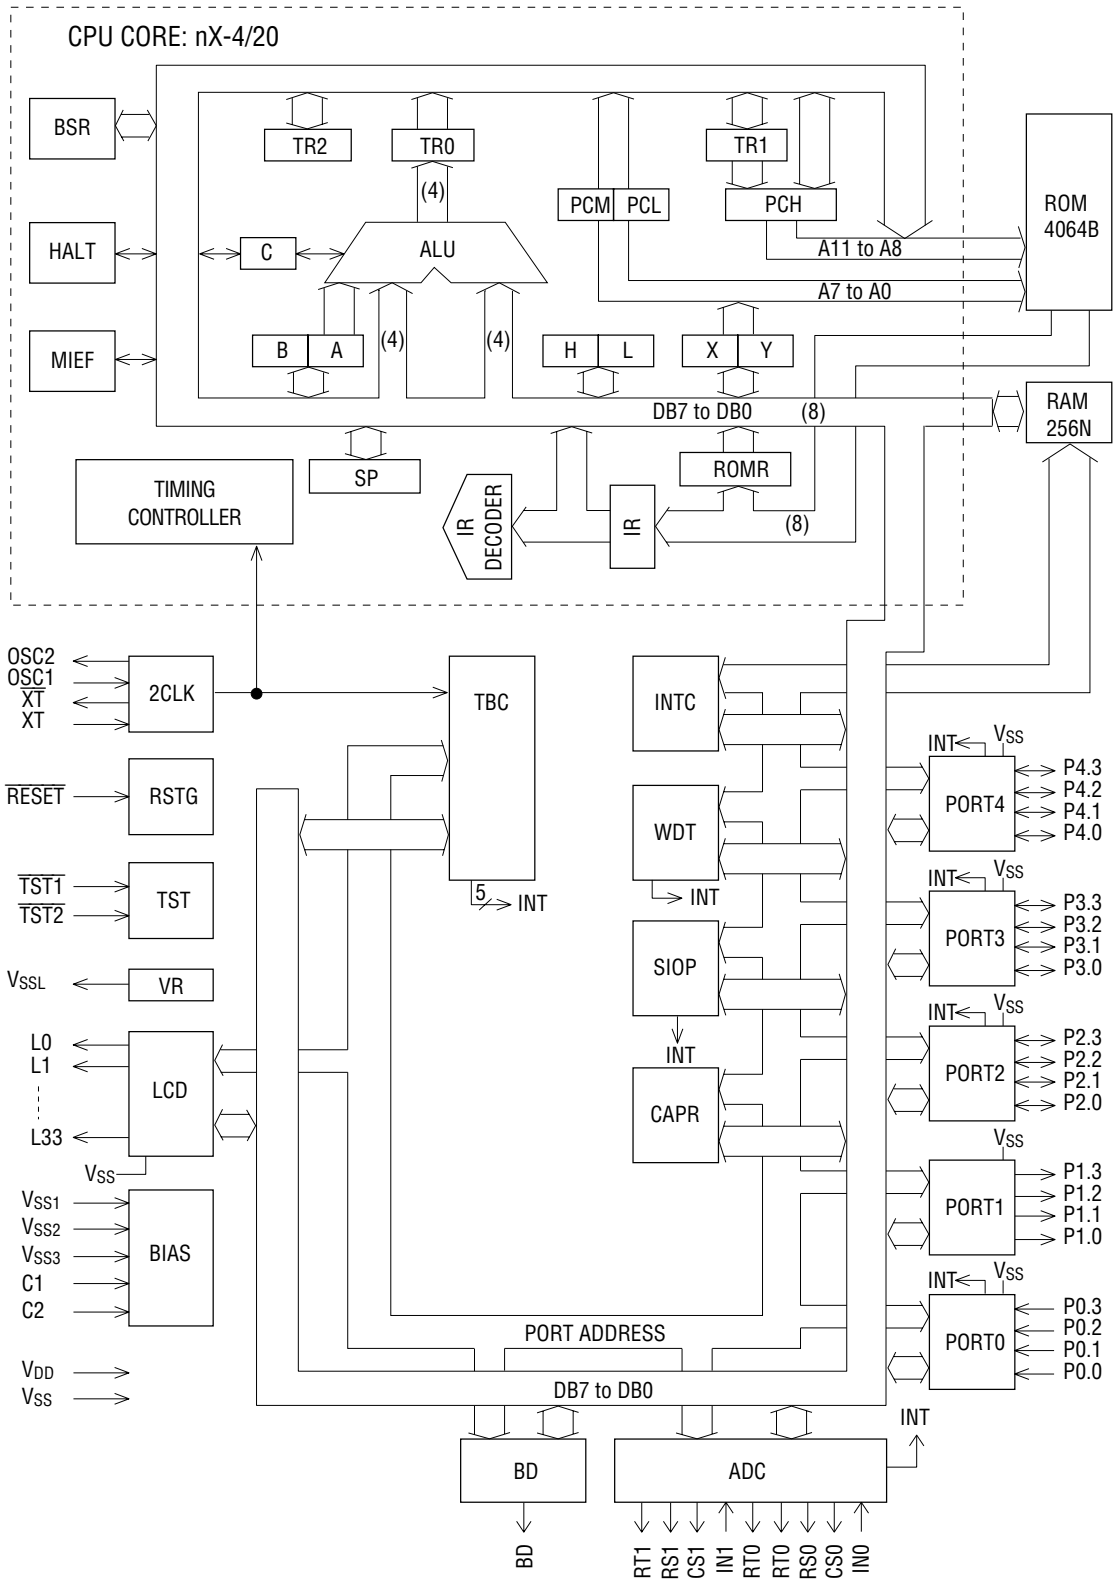 CPU CORE: nX-4/20
BSR
HALT
MIEF
TR2
TR0
TR1
PCM
PCL
PCH
(4)
ALU
C
A11 to A8
A7 to A0
ROM
4064B
B
A
(4)
(4)
H
L
X
Y
DB7 to DB0
(8)
RAM
256N
SP
ROMR
TIMING
CONTROLLER
IR
DECODER
IR
(8)
OSC2
OSC1
XT
XT
2CLK
TBC
5
INT
RESET
RSTG
TST1
TST2
TST
VSSL
VR
L0
L1
L33
LCD
VSS
VSS1
VSS2
VSS3
C1
C2
BIAS
VDD
VSS
INTC
WDT
INT
SIOP
INT
CAPR
INT
VSS
PORT4
P4.3
P4.2
P4.1
P4.0
INT
VSS
PORT3
P3.3
P3.2
P3.1
P3.0
INT
VSS
PORT2
P2.3
P2.2
P2.1
P2.0
VSS
PORT1
P1.3
P1.2
P1.1
P1.0
INT
VSS
PORT0
P0.3
P0.2
P0.1
P0.0
PORT ADDRESS
DB7 to DB0
BD
BD
ADC
INT
RT1
RS1
CS1
IN1
RT0
RT0
RS0
CS0
IN0